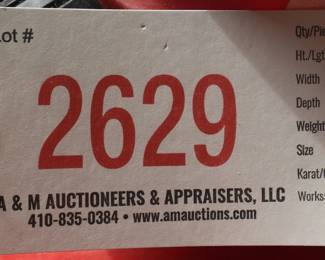 Lot #
2629
A & M AUCTIONEERS & APPRAISERS, LLC
410-835-0384 • www.amauctions.com
Qty/Pie
Ht./Lgt.
Width
Depth
Weight
Size
Karat/
Works